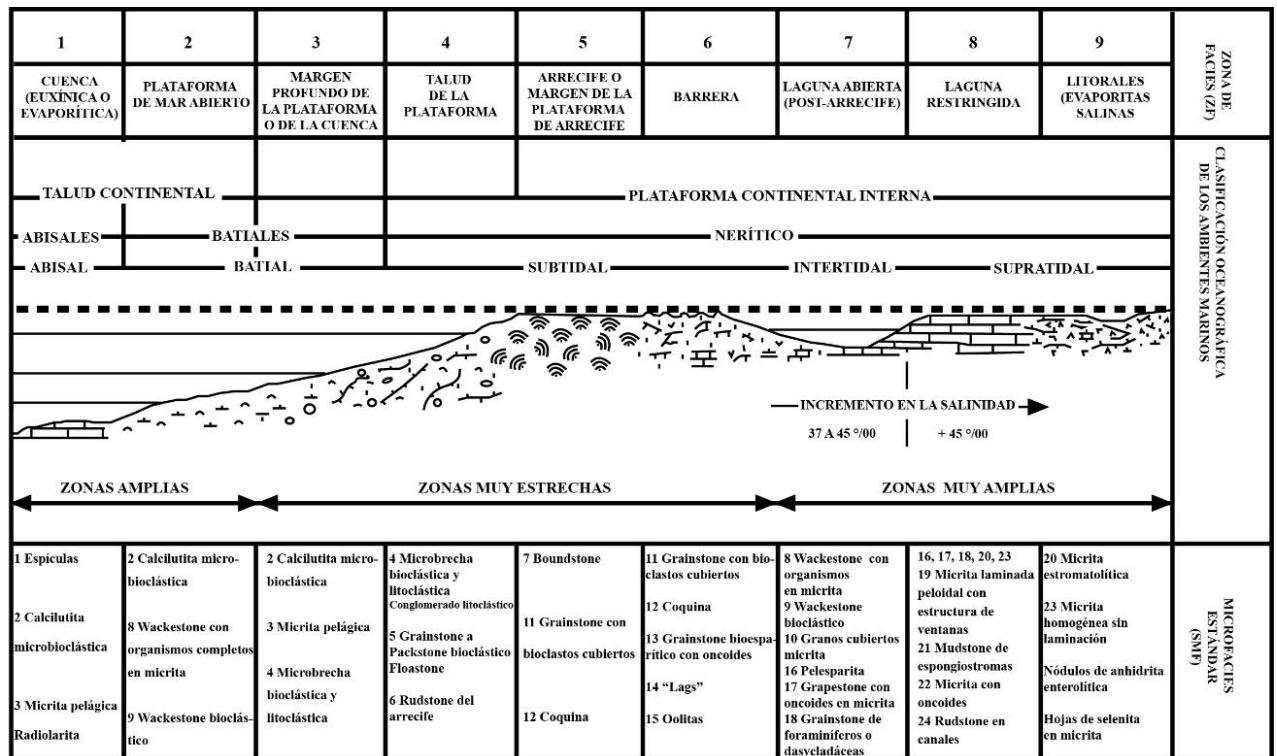 1
2
3
4
5
6
7
8
9
ZONA DE
FACIES (ZF)
CUENCA
(EUXÍNICA O
EVAPORÍTICA)
PLATAFORMA
DE MAR ABIERTO
MARGEN
PROFUNDO DE
LA PLATAFORMA
O DE LA CUENCA
TALUD
DE LA
PLATAFORMA
ARRECIFE O
MARGEN DE LA
PLATAFORMA
DE ARRECIFE
BARRERA
LAGUNA ABIERTA
(POST-ARRECIFE)
LAGUNA
RESTRINGIDA
LITORALES
(EVAPORITAS
SALINAS
CLASIFICACIÓN OCEANOGRÁFICA
DE LOS AMBIENTES MARINOS
TALUD CONTINENTAL
PLATAFORMA CONTINENTAL INTERNA
ABISALES
BATIALES
NERÍTICO
ABISAL
BATIAL
SUBTIDAL
INTERTIDAL
SUPRATIDAL
INCREMENTO EN LA SALINIDAD
37 A 45 °/00
+ 45 °/00
ZONAS AMPLIAS
ZONAS MUY ESTRECHAS
ZONAS MUY AMPLIAS
1 Espículas
2 Calcilutita
microbioclástica
3 Micrita pelágica
Radiolarita
2 Calcilutita micro-
bioclástica
8 Wackestone con
organismos completos
en micrita
9 Wackestone bioclás-
tico
2 Calcilutita micro-
bioclástica
3 Micrita pelágica
4 Microbrecha
bioclástica y
litoclástica
4 Microbrecha
bioclástica y
litoclástica
Conglomerado litoclástico
5 Grainstone a
Packstone bioclástico
Floastone
6 Rudstone del
arrecife
7 Boundstone
11 Grainstone con
bioclastos cubiertos
12 Coquina
11 Grainstone con bio-
clastos cubiertos
12 Coquina
13 Grainstone bioespa-
rítico con oncoides
14 “Lags”
15 Oolitas
8 Wackestone con
organismos
en micrita
9 Wackestone
bioclástico
10 Granos cubiertos
micrita
16 Pelesparita
17 Grapestone con
oncoides en micrita
18 Grainstone de
foraminíferos o
dasycladáceas
16, 17, 18, 20, 23
19 Micrita laminada
peloidal con
estructura de
ventanas
21 Mudstone de
espongiostromas
22 Micrita con
oncoides
24 Rudstone en
canales
20 Micrita
estromatolítica
23 Micrita
homogénea sin
laminación
Nódulos de anhidrita
enterolítica
Hojas de selenita
en micrita
MICROFACIES
ESTÁNDAR
(SMF)